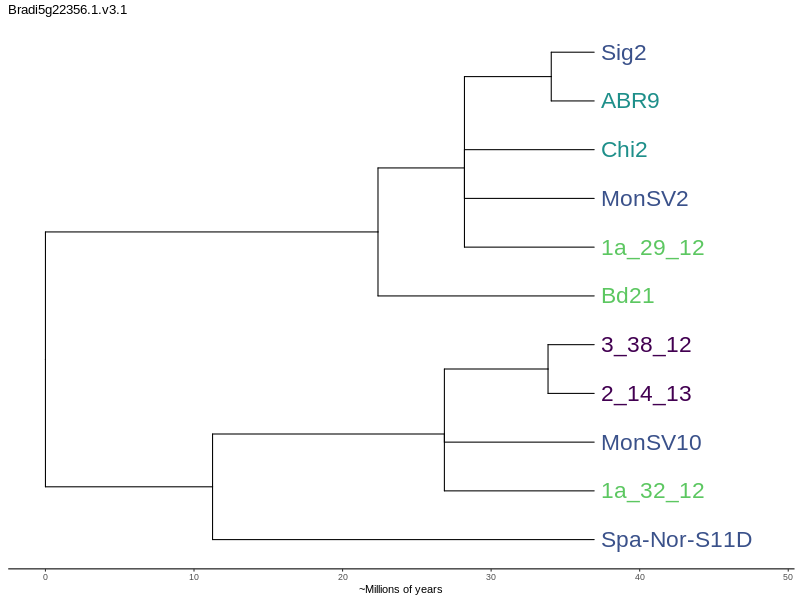 Bradi5g22356.1.v3.1
Sig2
ABR9
Chi2
MonSV2
1a_29_12
Bd21
3_38_12
2_14_13
MonSV10
1a_32_12
Spa-Nor-S11D
0 10 20 30 40 50
~Millions of years